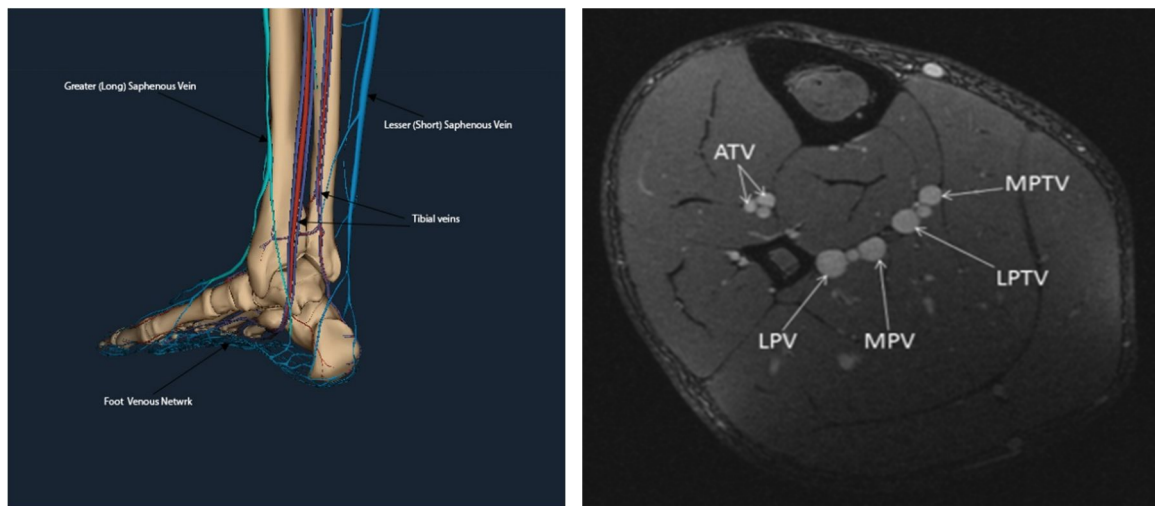 Greater (Long) Saphenous Vein
Lesser (Short) Saphenous Vein
Tibial veins
Foot Venous Netwrk
ATV
MPTV
LPTV
LPV
MPV